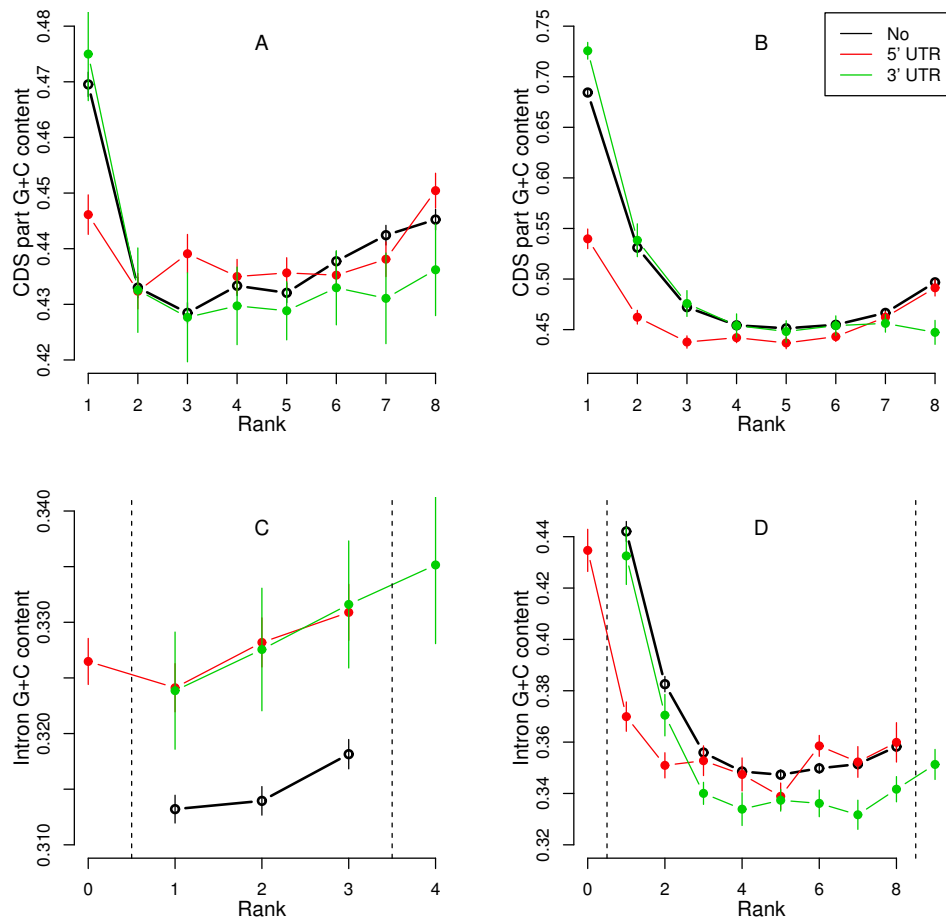 A
CDS part G+C content
0.42 0.43 0.44 0.45 0.46 0.47 0.48
1 2 3 4 5 6 7 8
Rank
B
No
5' UTR
3' UTR
CDS part G+C content
0.45 0.50 0.55 0.60 0.65 0.70 0.75
1 2 3 4 5 6 7 8
Rank
C
Intron G+C content
0.310 0.320 0.330 0.340
0 1 2 3 4
Rank
D
Intron G+C content
0.32 0.34 0.36 0.38 0.40 0.42 0.44
0 2 4 6 8
Rank